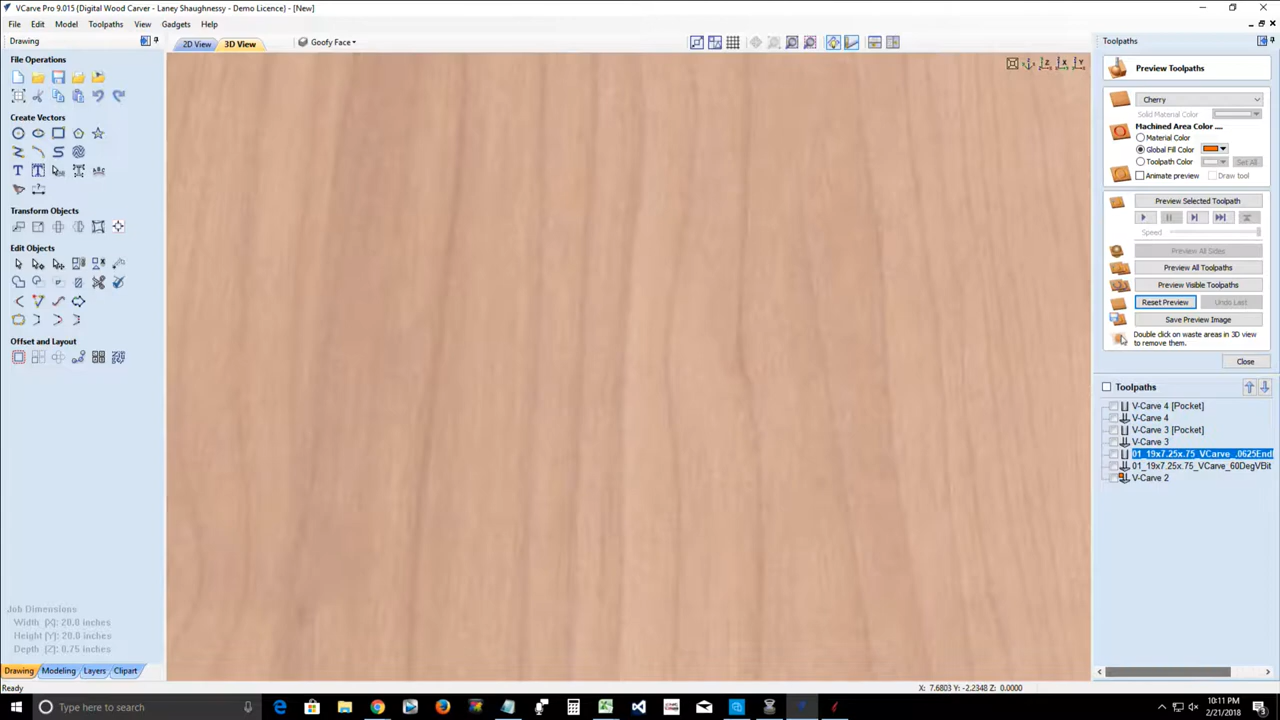 VCarve Pro 9.015 {Digital Wood Carver - Laney Shaughnessy - Demo Licence} - [New]
File Edit Model Toolpaths View Gadgets Help
Drawing
2D View 3D View Goofy Face
Toolpaths
File Operations
Create Vectors
Transform Objects
Edit Objects
Offset and Layout
Job Dimensions
Width (X): 20.0 inches
Height (Y): 20.0 inches
Depth (Z): 0.75 inches
Drawing Modeling Layers Clipart
Preview Toolpaths
Cherry
Solid Material Color
Machined Area Color ....
Material Color
Global Fill Color
Toolpath Color Set All
Animate preview Draw tool
Preview Selected Toolpath
Speed
Preview All Sides
Preview All Toolpaths
Preview Visible Toolpaths
Reset Preview Undo Last
Save Preview Image
Double click on waste areas in 3D view
to remove them.
Close
Toolpaths
V-Carve 4 [Pocket]
V-Carve 4
V-Carve 3 [Pocket]
V-Carve 3
01_19x7.25x.75_VCarve_.0625End
01_19x7.25x.75_VCarve_60DegVBit
V-Carve 2
Ready
X: 7.6803 Y: -2.2348 Z: 0.0000
Type here to search
10:11 PM
2/21/2018